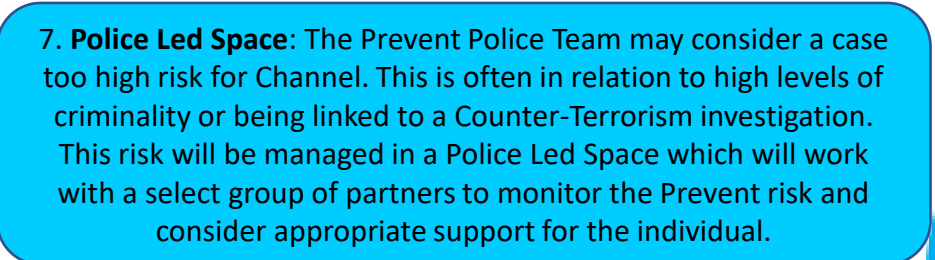 7. Police Led Space: The Prevent Police Team may consider a case
too high risk for Channel. This is often in relation to high levels of
criminality or being linked to a Counter-Terrorism investigation.
This risk will be managed in a Police Led Space which will work
with a select group of partners to monitor the Prevent risk and
consider appropriate support for the individual.